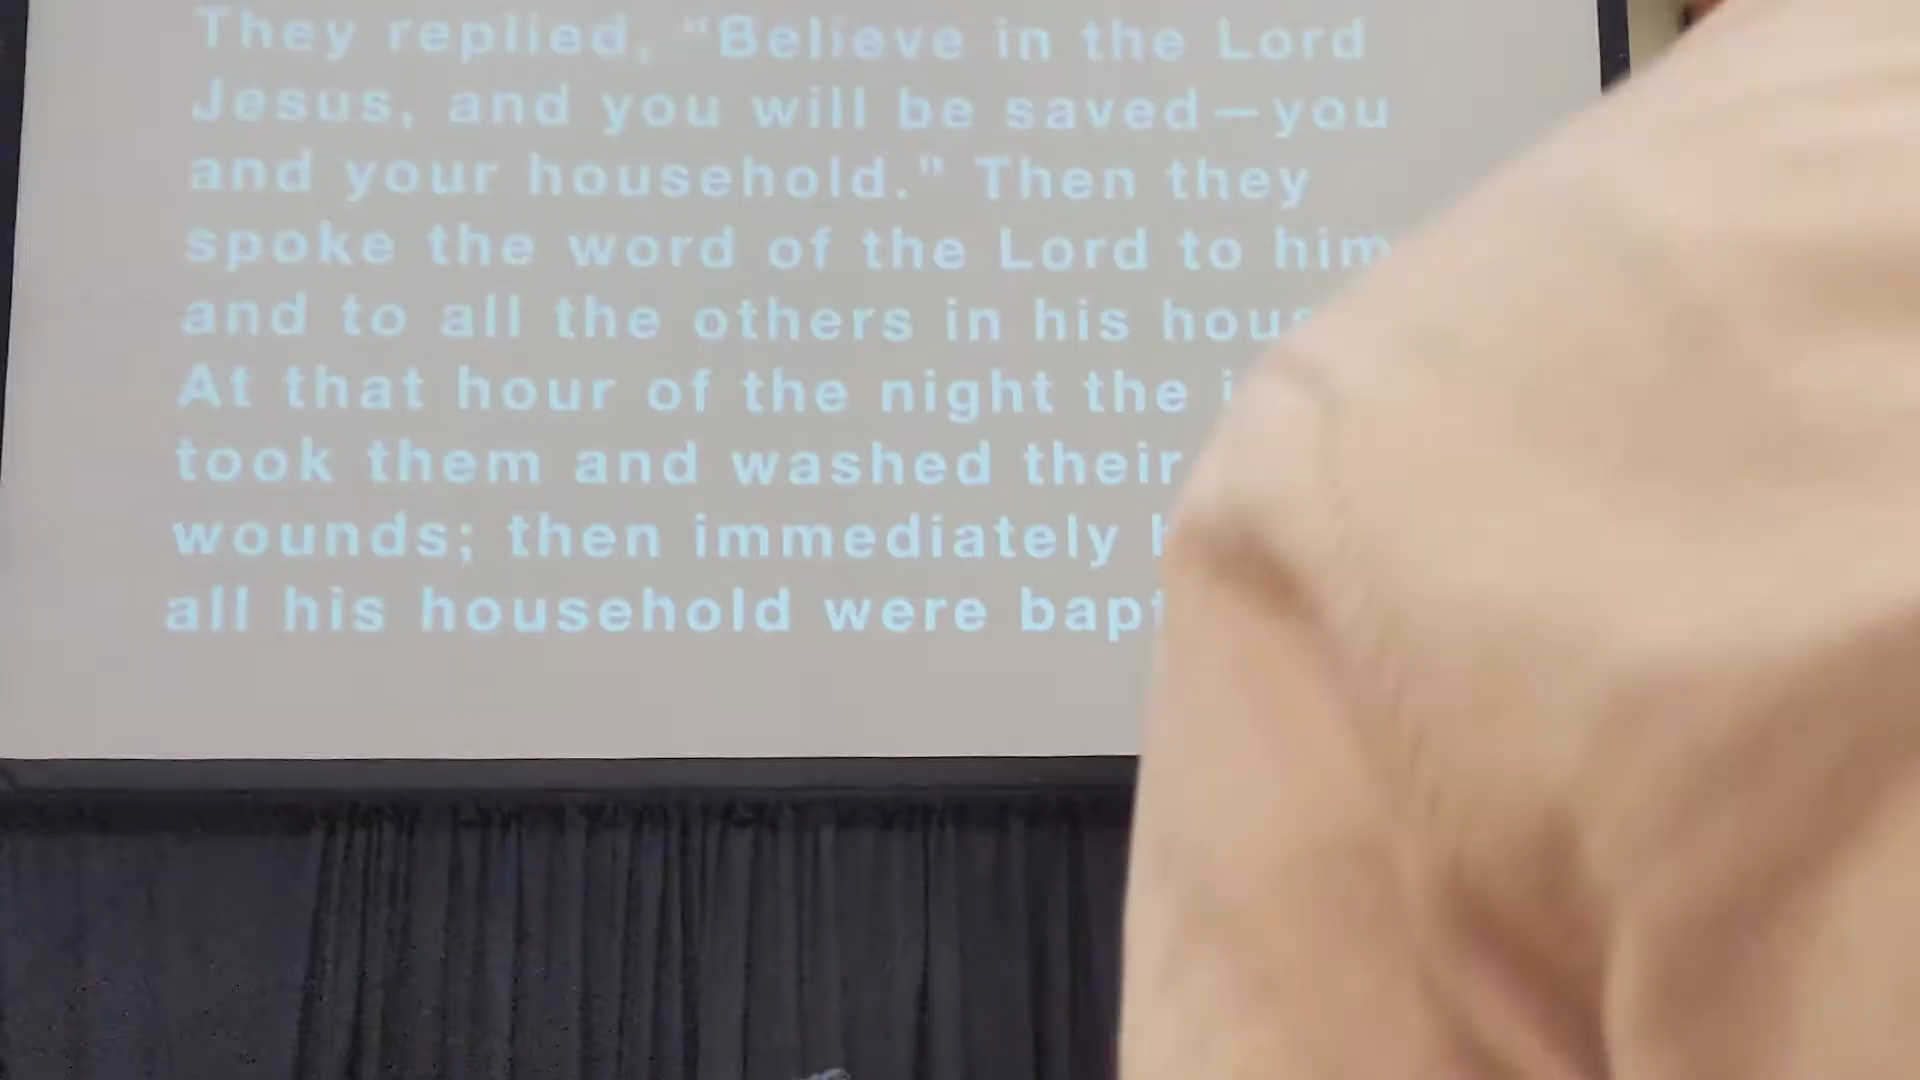 They replied, “Believe in the Lord
Jesus, and you will be saved—you
and your household.” Then they
spoke the word of the Lord to him
and to all the others in his
At that hour of the night the
took them and washed their
wounds; then immediately
all his household were